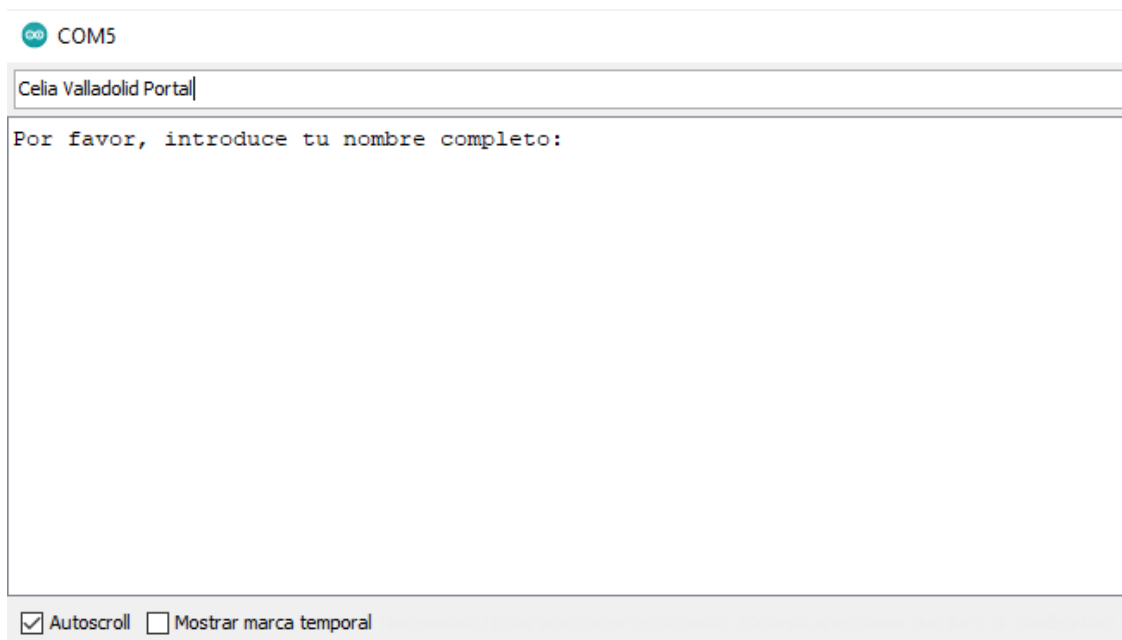 COM5
Celia Valladolid Portal
Por favor, introduce tu nombre completo:
Autoscroll Mostrar marca temporal